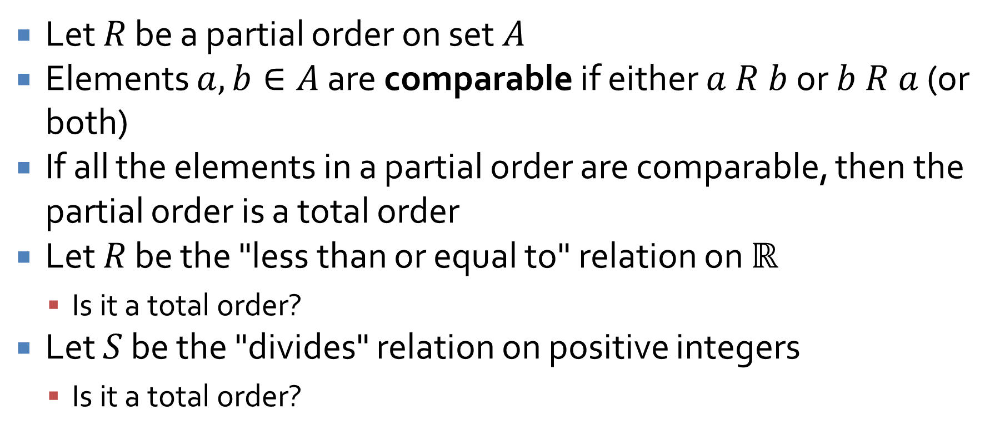 Let R be a partial order on set A
Elements a, b ∈ A are comparable if either a R b or b R a (or
both)
If all the elements in a partial order are comparable, then the
partial order is a total order
Let R be the "less than or equal to" relation on ℝ
Is it a total order?
Let S be the "divides" relation on positive integers
Is it a total order?